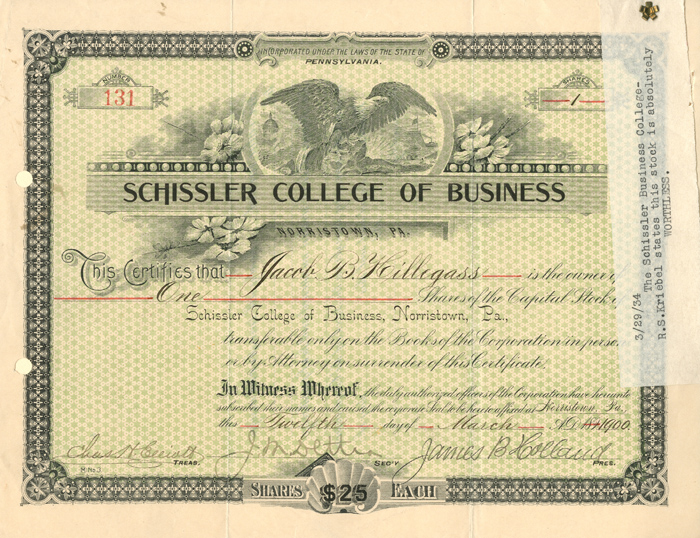 INCORPORATED UNDER THE LAWS OF THE STATE OF
PENNSYLVANIA.
NUMBER
131
SHARES
1
SCHISSLER COLLEGE OF BUSINESS
NORRISTOWN, PA.
This Certifies that Jacob B. Hillegass is the owner of
One Shares of the Capital Stock o
Schissler College of Business, Norristown, Pa.,
transferable only on the Books of the Corporation in perso
or by Attorney on surrender of this Certificate.
In Witness Whereof, the duly authorized officers of the Corporation have hereunto
subscribed their names and caused the corporate Seal to be hereto affixed at Norristown, Pa.
this Twelfth day of March A.D. 1900.
TREAS.
SEC'Y
James B Holland
PRES.
M No 3
SHARES $25 EACH
3/29/34 The Schissler Business College-
R.S.Kriebel states this stock is absolutely
WORTHLESS.